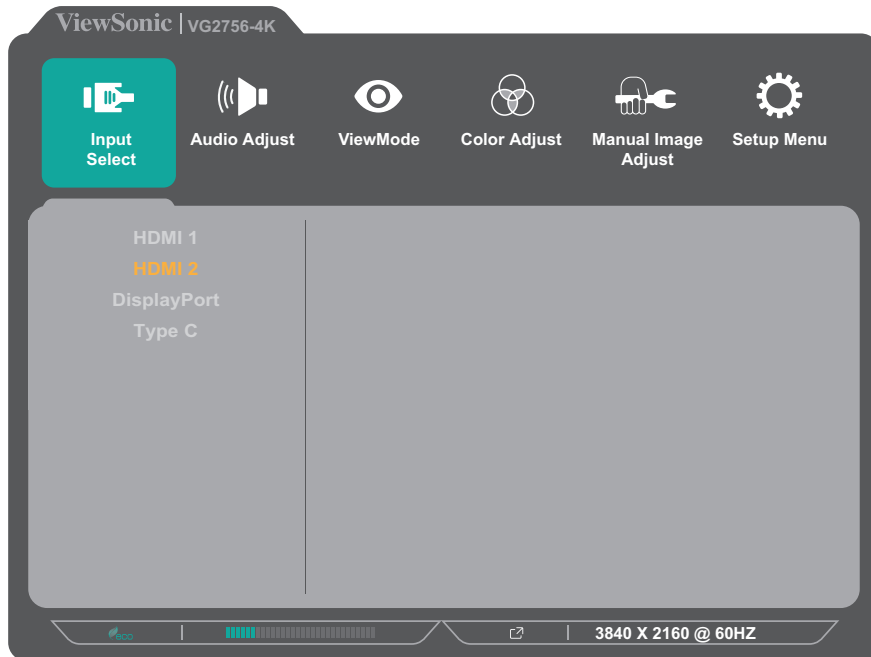 ViewSonic | VG2756-4K
Input
Select
Audio Adjust
ViewMode
Color Adjust
Manual Image
Adjust
Setup Menu
HDMI 1
HDMI 2
DisplayPort
Type C
eco
3840 X 2160 @ 60HZ